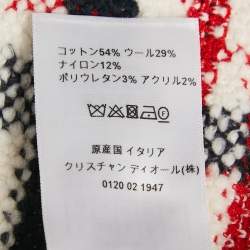 コットン54% ウール29%
ナイロン12%
ポリウレタン3% アクリル2%
原産国 イタリア
クリスチャン ディオール(株)
0120 02 1947